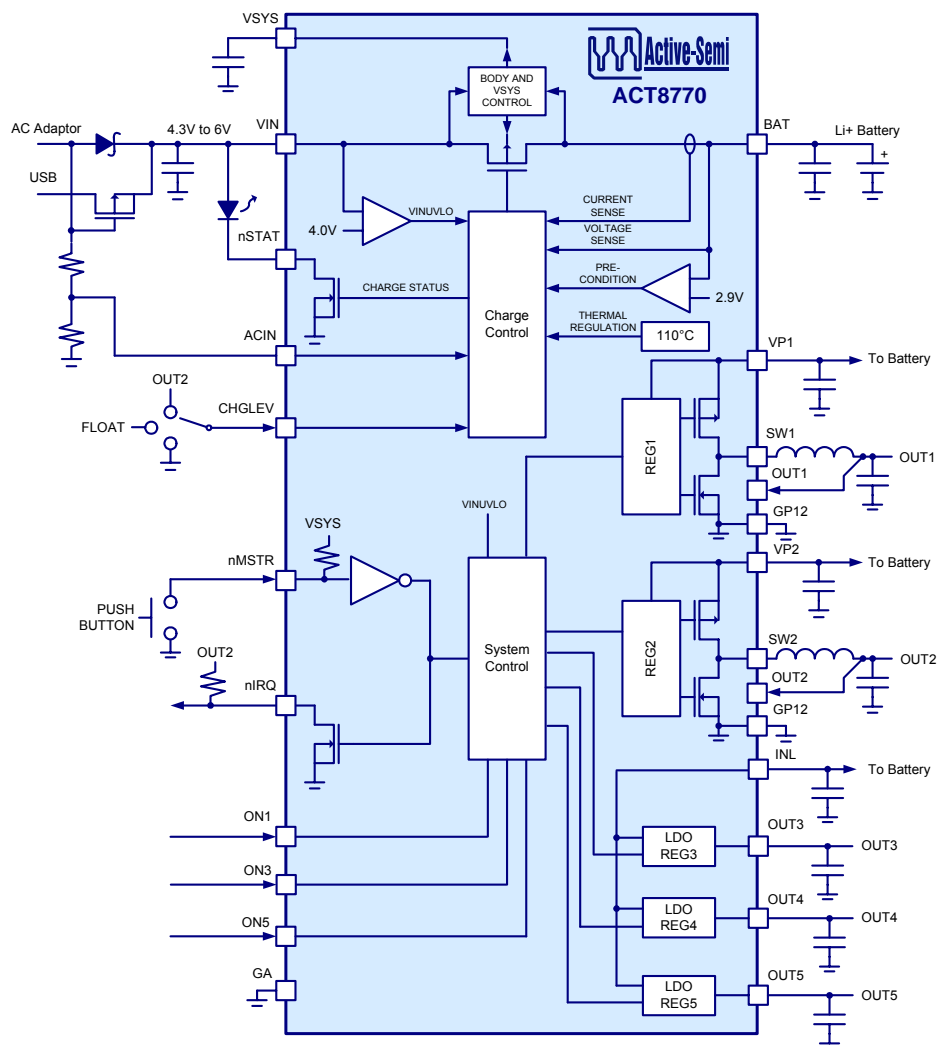 VSYS
Active-Semi
ACT8770
BODY AND
VSYS
CONTROL
AC Adaptor
4.3V to 6V
VIN
BAT
Li+ Battery
+
USB
nSTAT
4.0V
VINUVLO
CURRENT
SENSE
VOLTAGE
SENSE
PRE-
CONDITION
2.9V
CHARGE STATUS
Charge
Control
THERMAL
REGULATION
110°C
ACIN
VP1
To Battery
OUT2
CHGLEV
FLOAT
REG1
SW1
OUT1
OUT1
GP12
VINUVLO
VSYS
nMSTR
VP2
To Battery
PUSH
BUTTON
System
Control
REG2
SW2
OUT2
OUT2
GP12
OUT2
nIRQ
INL
To Battery
ON1
LDO
REG3
OUT3
OUT3
ON3
LDO
REG4
OUT4
OUT4
ON5
GA
LDO
REG5
OUT5
OUT5